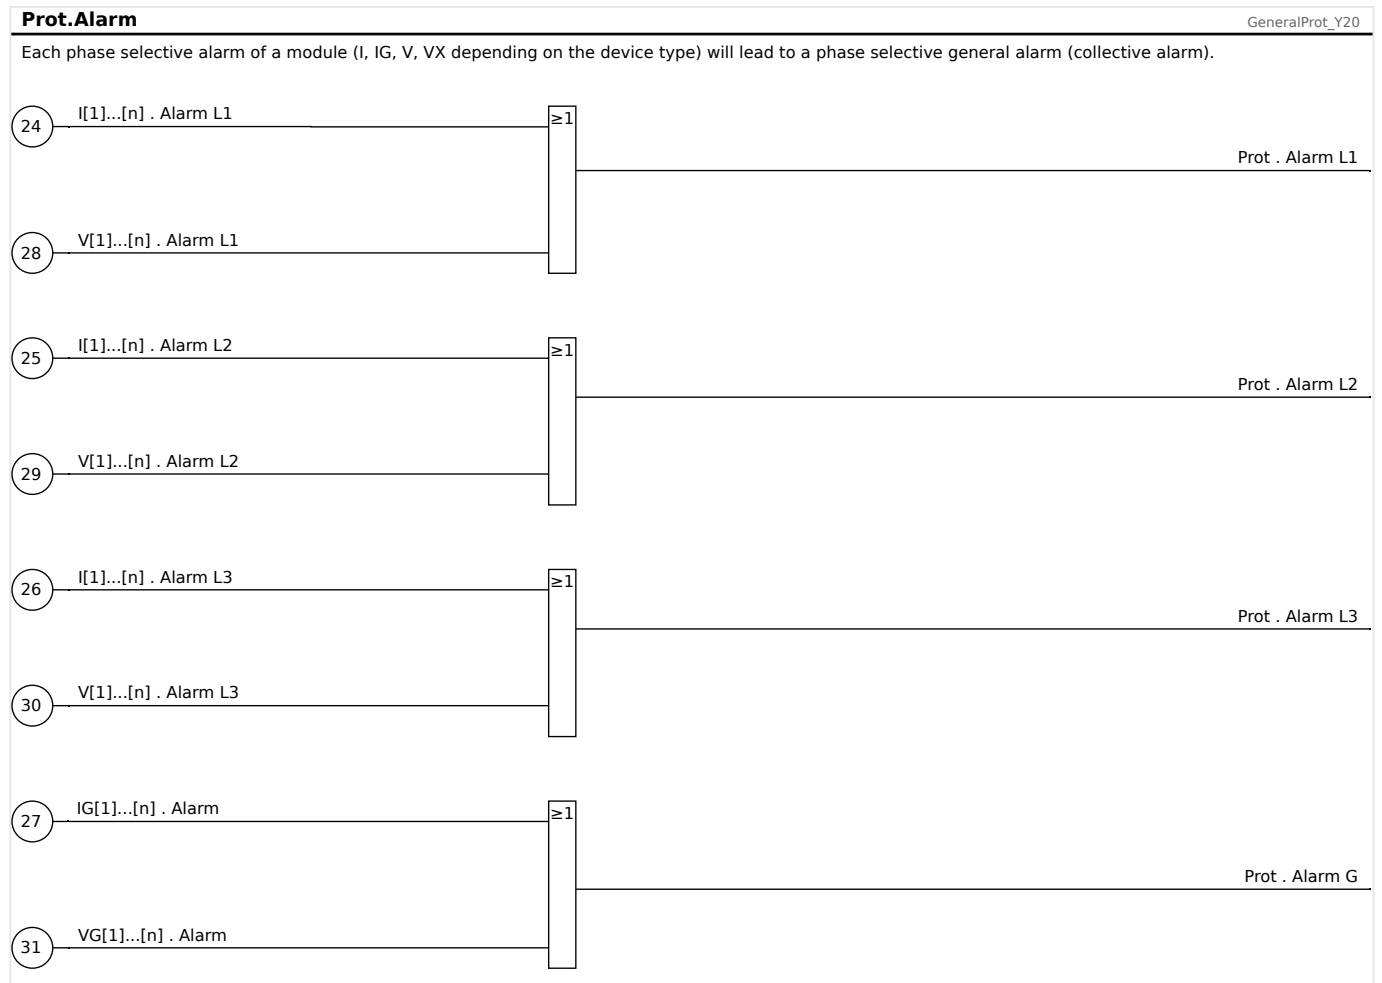 Prot.Alarm
GeneralProt_Y20
Each phase selective alarm of a module (I, IG, V, VX depending on the device type) will lead to a phase selective general alarm (collective alarm).
24
I[1]...[n] . Alarm L1
≥1
Prot . Alarm L1
28
V[1]...[n] . Alarm L1
25
I[1]...[n] . Alarm L2
≥1
Prot . Alarm L2
29
V[1]...[n] . Alarm L2
26
I[1]...[n] . Alarm L3
≥1
Prot . Alarm L3
30
V[1]...[n] . Alarm L3
27
IG[1]...[n] . Alarm
≥1
Prot . Alarm G
31
VG[1]...[n] . Alarm